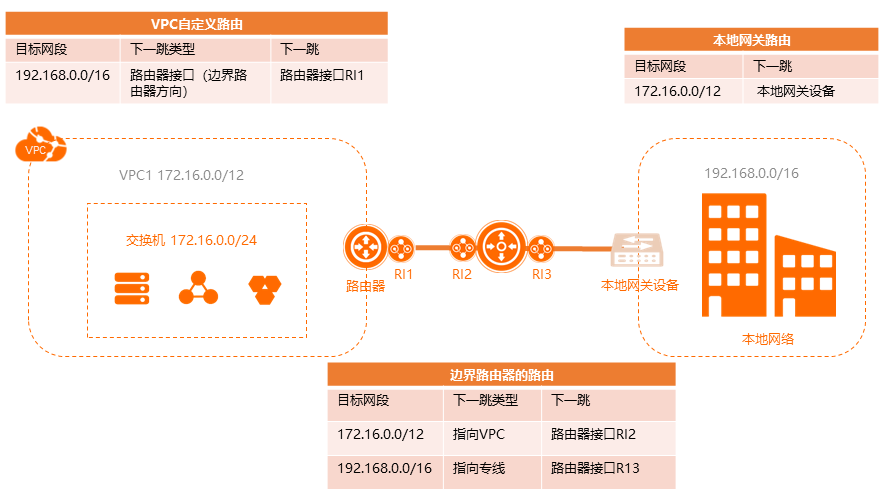 VPC自定义路由
目标网段 下一跳类型 下一跳
192.168.0.0/16 路由器接口（边界路由器方向） 路由器接口RI1
本地网关路由
目标网段 下一跳
172.16.0.0/12 本地网关设备
VPC
VPC1 172.16.0.0/12
交换机 172.16.0.0/24
路由器
RI1
RI2
RI3
本地网关设备
192.168.0.0/16
本地网络
边界路由器的路由
目标网段 下一跳类型 下一跳
172.16.0.0/12 指向VPC 路由器接口RI2
192.168.0.0/16 指向专线 路由器接口R13